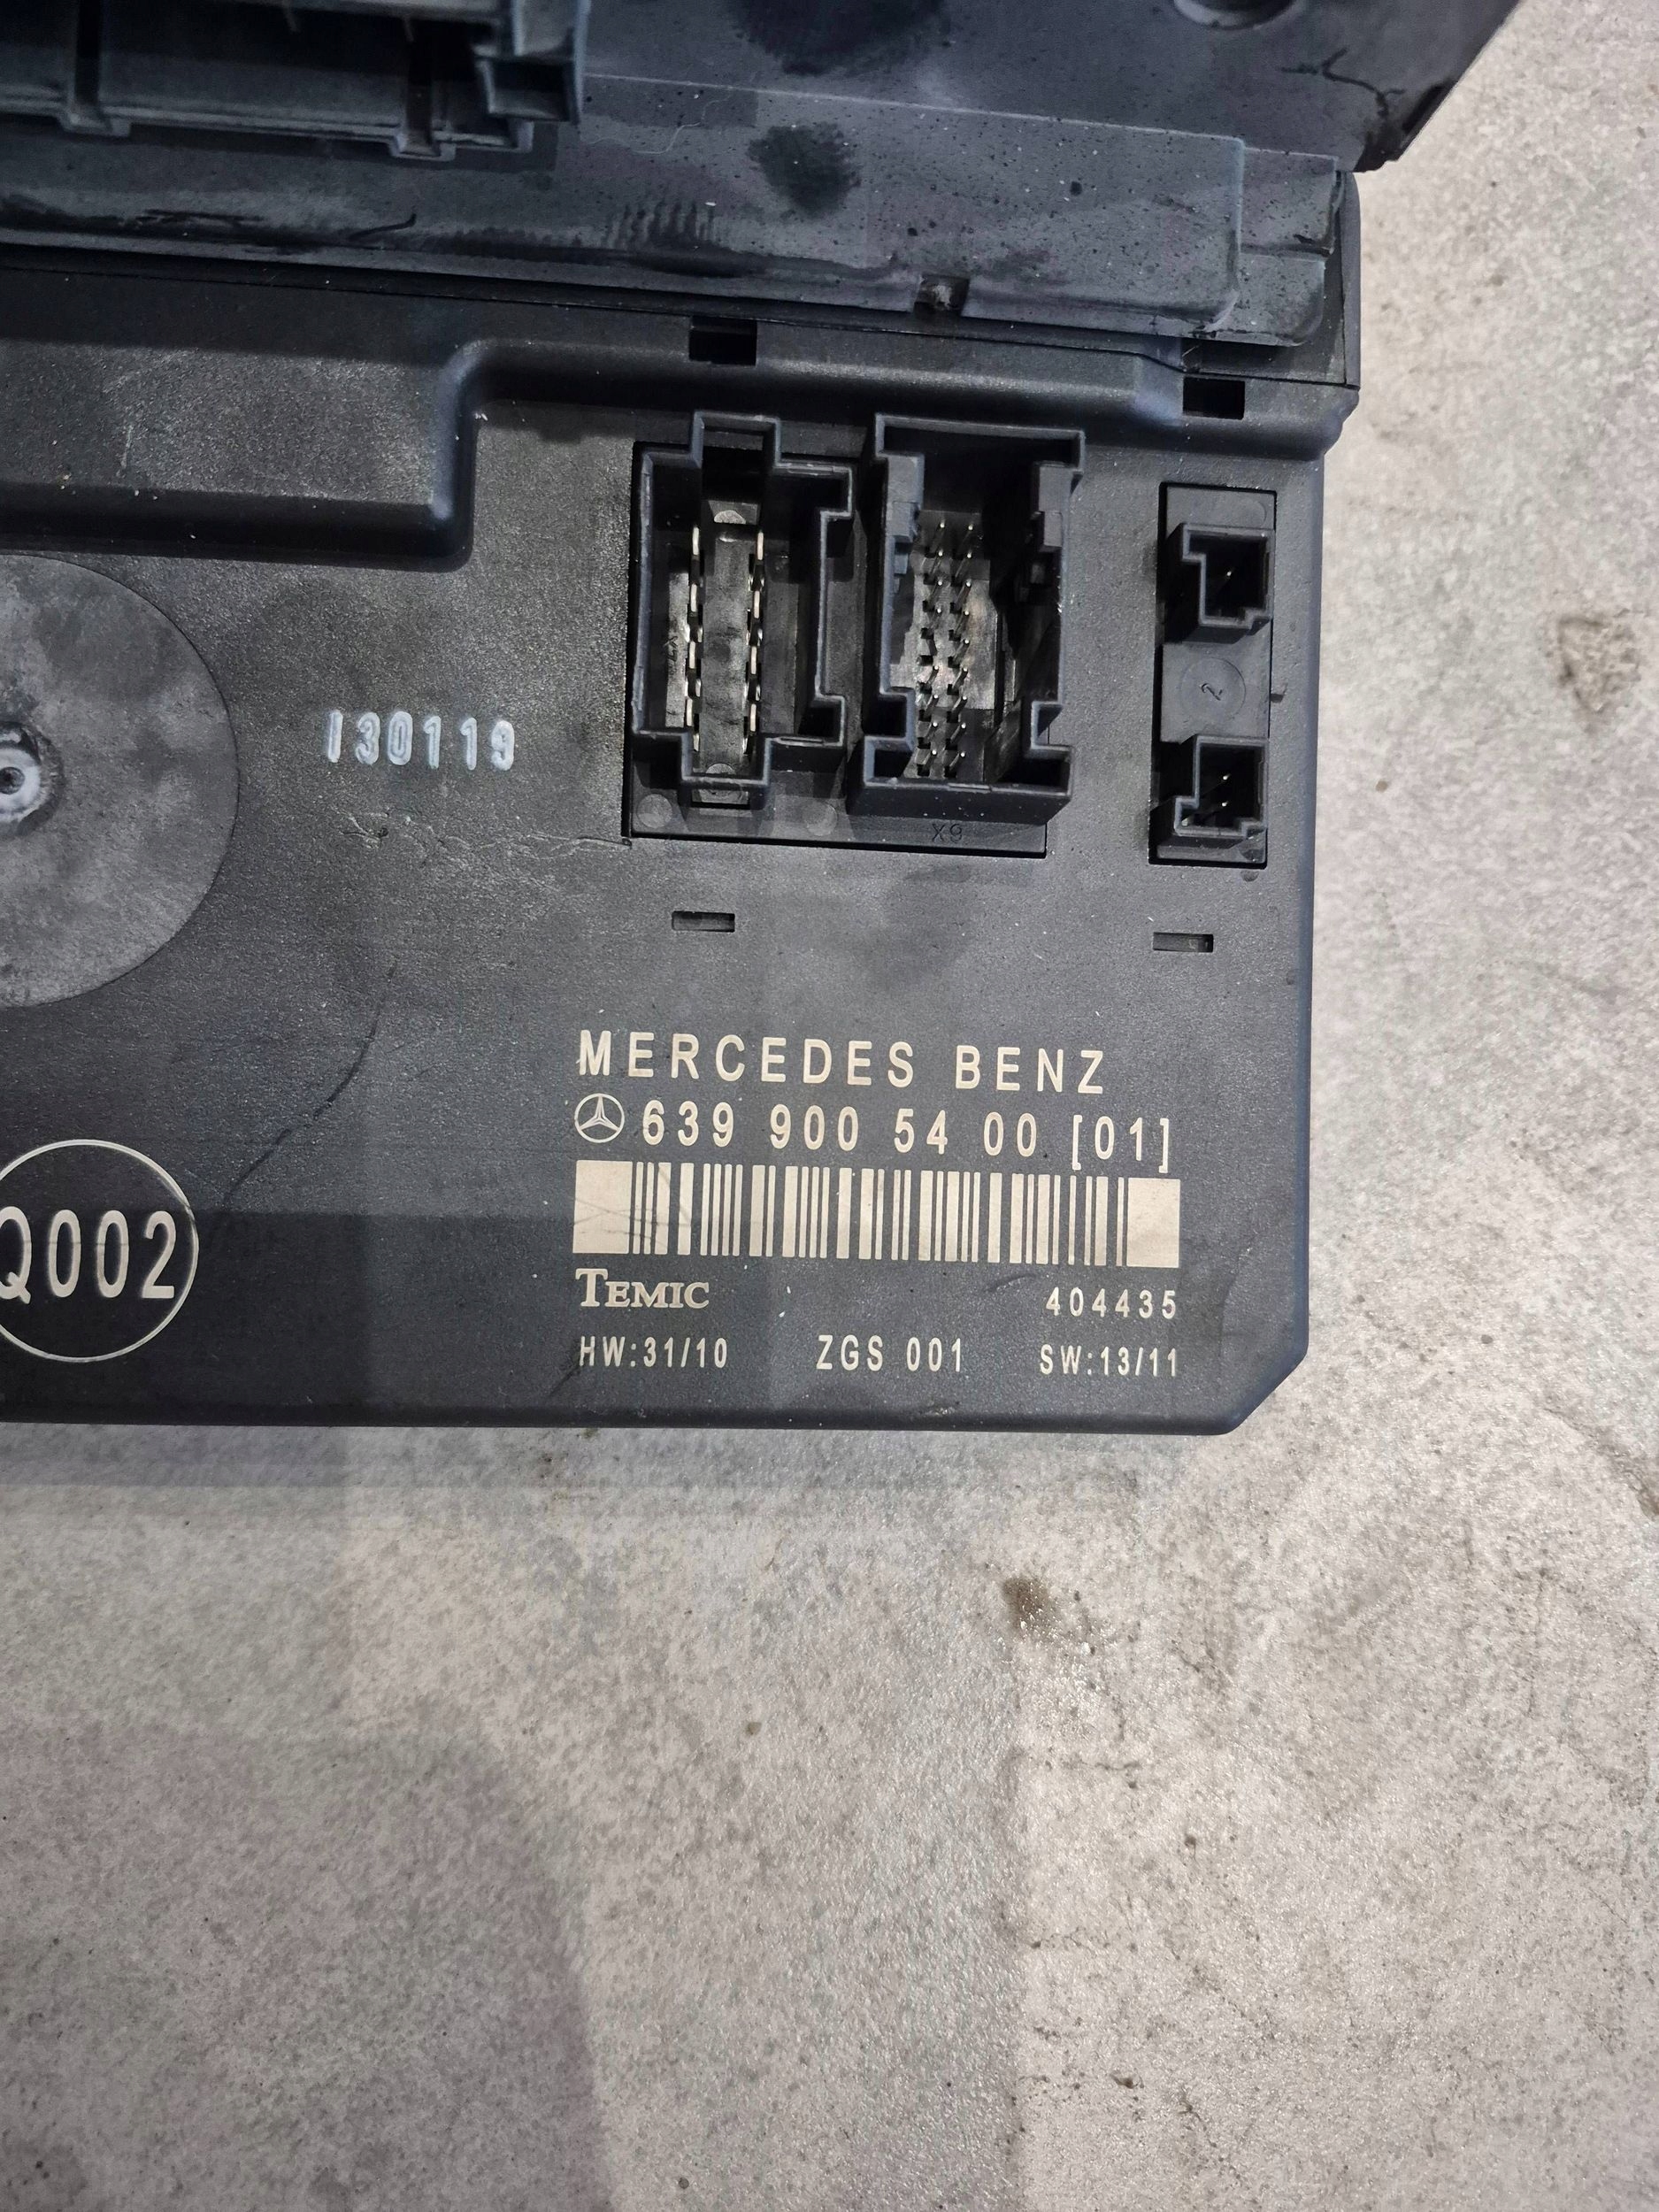 130119
X9
2
MERCEDES BENZ
639 900 54 00 [01]
Q002
TEMIC 404435
HW:31/10 ZGS 001 SW:13/11